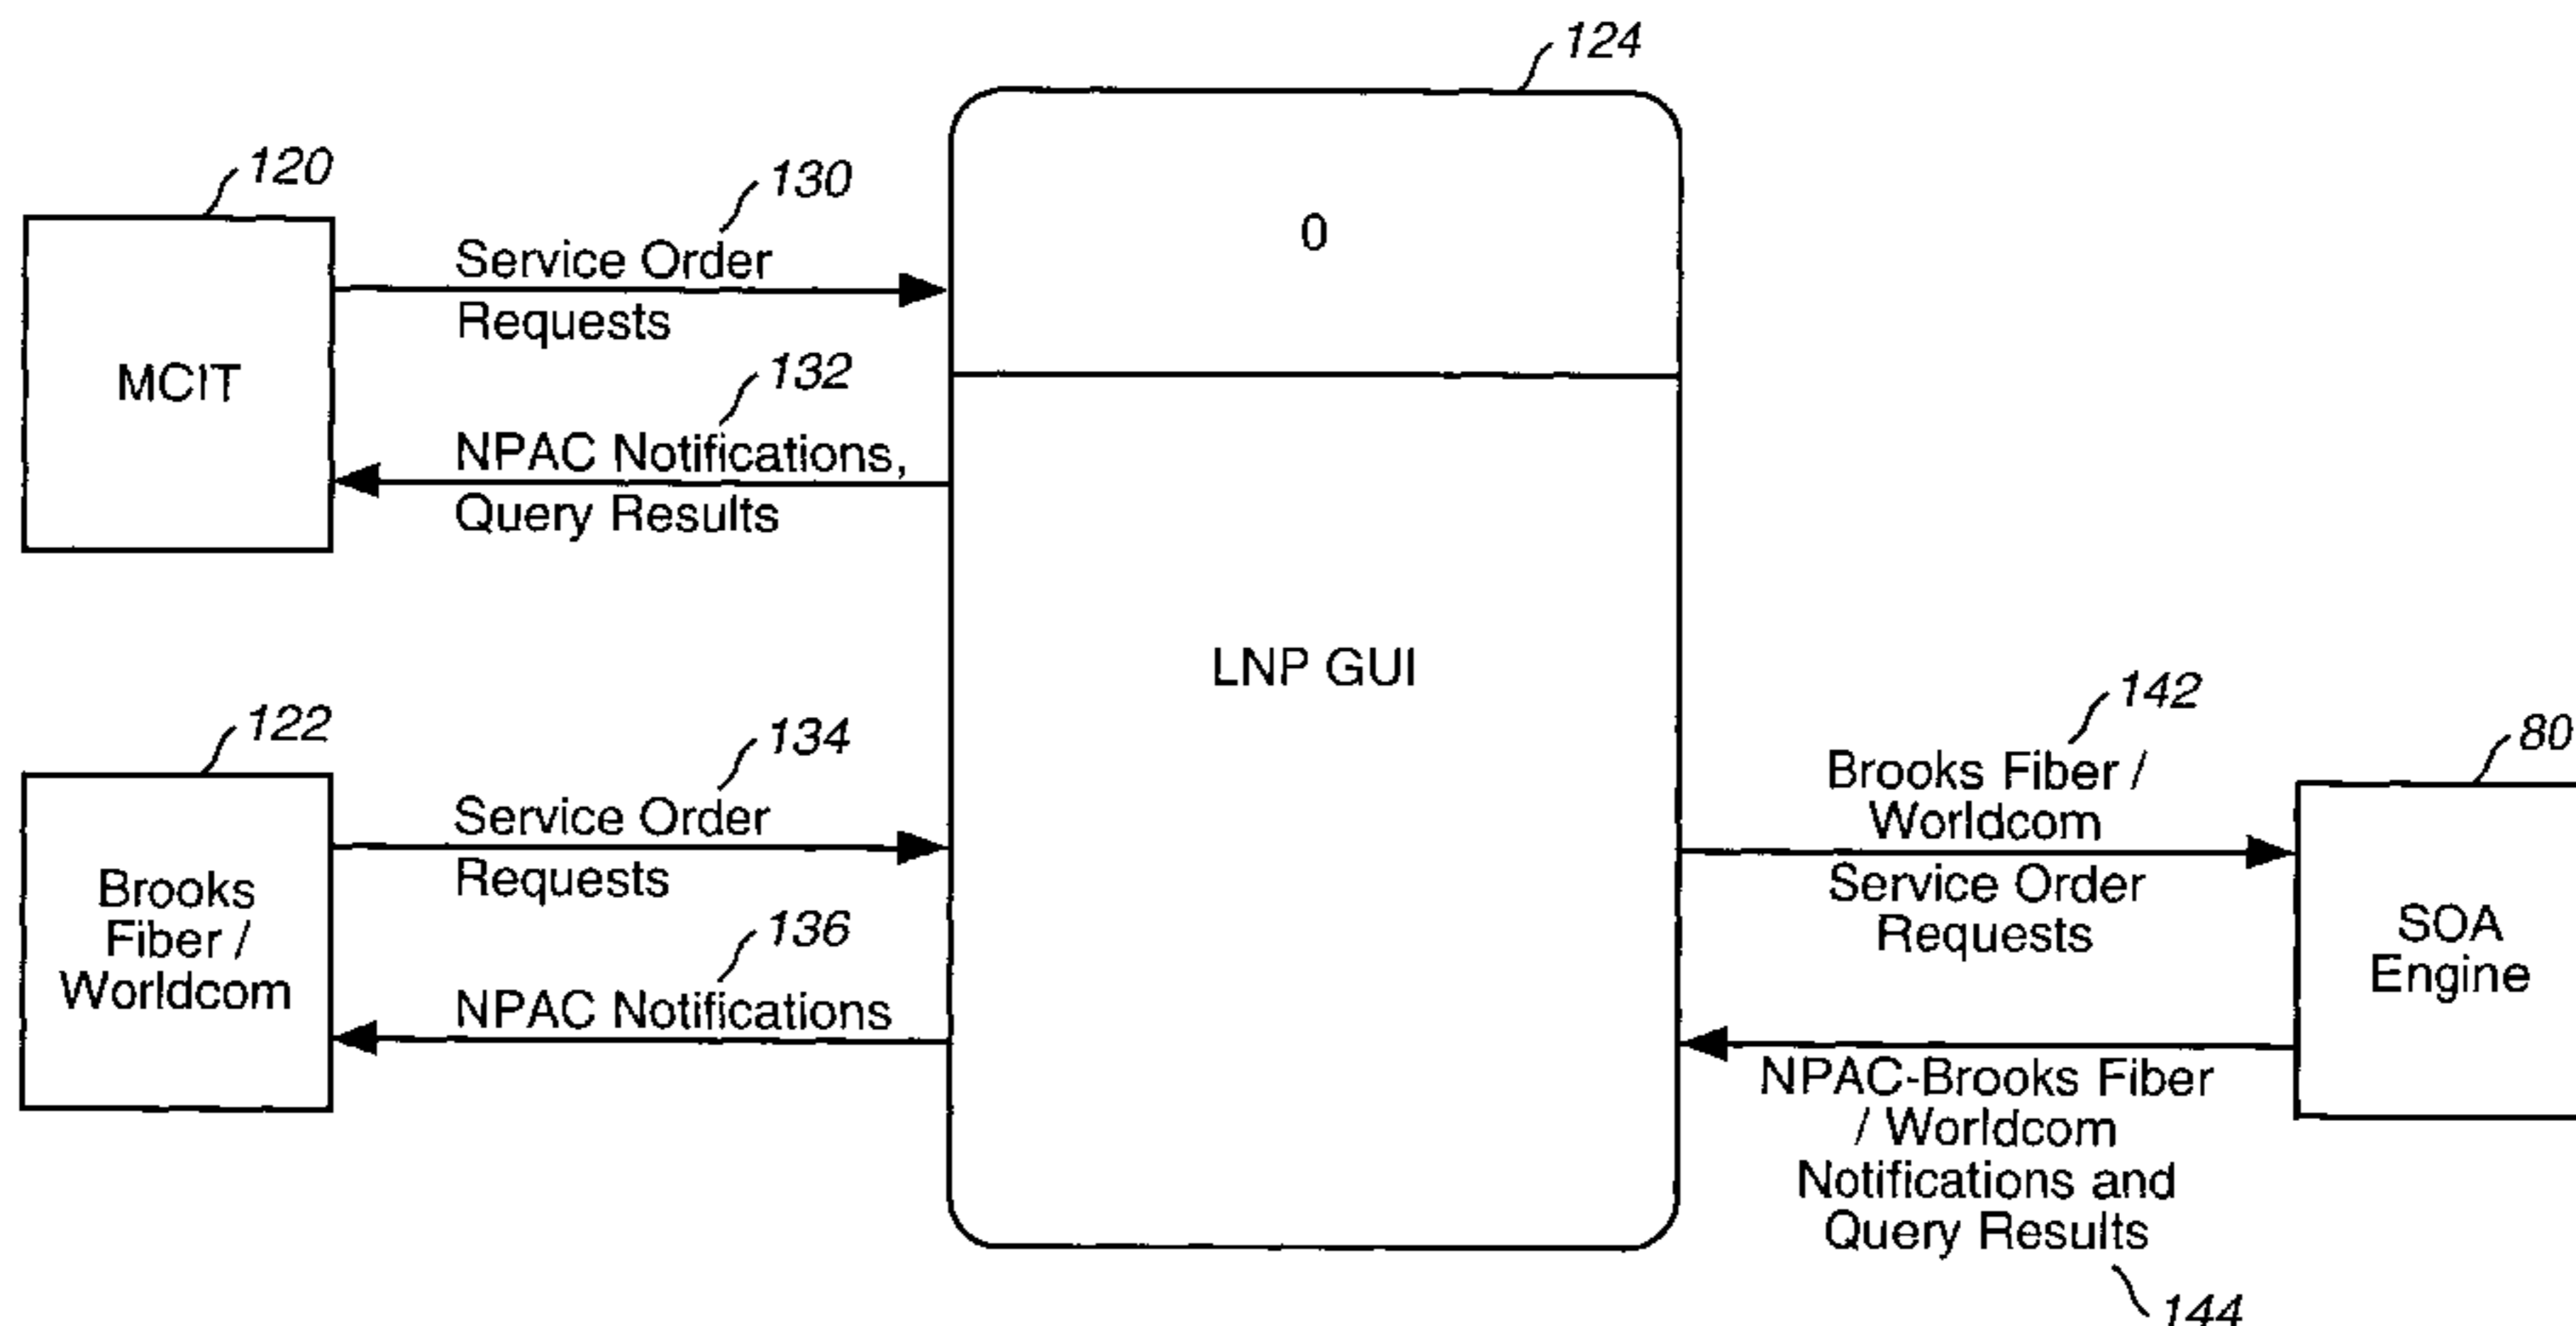 124
0
LNP GUI
120
MCIT
130
Service Order
Requests
132
NPAC Notifications,
Query Results
122
Brooks
Fiber /
Worldcom
134
Service Order
Requests
136
NPAC Notifications
142
Brooks Fiber /
Worldcom
Service Order
Requests
80
SOA
Engine
NPAC-Brooks Fiber
/ Worldcom
Notifications and
Query Results
144